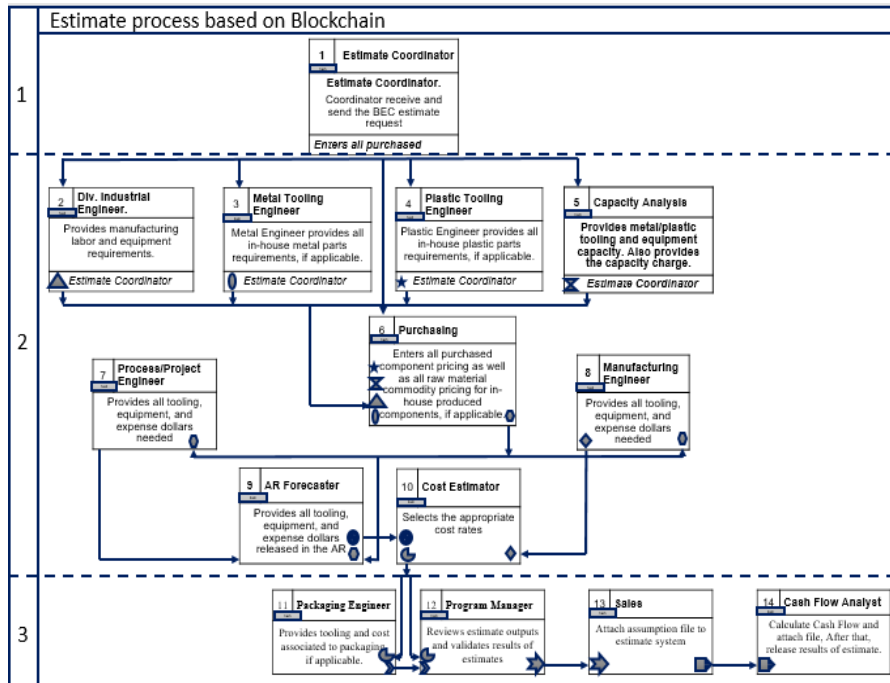 Estimate process based on Blockchain
1
1 Estimate Coordinator
Estimate Coordinator.
Coordinator receive and
send the BEC estimate
request
Enters all purchased
2
2 Div. Industrial
Engineer.
Provides manufacturing
labor and equipment
requirements.
Estimate Coordinator
3 Metal Tooling
Engineer
Metal Engineer provides all
in-house metal parts
requirements, if applicable.
Estimate Coordinator
4 Plastic Tooling
Engineer
Plastic Engineer provides all
in-house plastic parts
requirements, if applicable.
Estimate Coordinator
5 Capacity Analysis
Provides metal/plastic
tooling and equipment
capacity. Also provides
the capacity charge.
Estimate Coordinator
6 Purchasing
Enters all purchased
component pricing as well
as all raw material
commodity pricing for in-
house produced
components, if applicable.
7 Process/Project
Engineer
Provides all tooling,
equipment, and
expense dollars
needed
8 Manufacturing
Engineer
Provides all tooling,
equipment, and
expense dollars
needed
9 AR Forecaster
Provides all tooling,
equipment, and
expense dollars
released in the AR
10 Cost Estimator
Selects the appropriate
cost rates
3
11 Packaging Engineer
Provides tooling and cost
associated to packaging
if applicable.
12 Program Manager
Reviews estimate outputs
and validates results of
estimates
13 Sales
Attach assumption file to
estimate system
14 Cash Flow Analyst
Calculate Cash Flow and
attach file, After that,
release results of estimate.